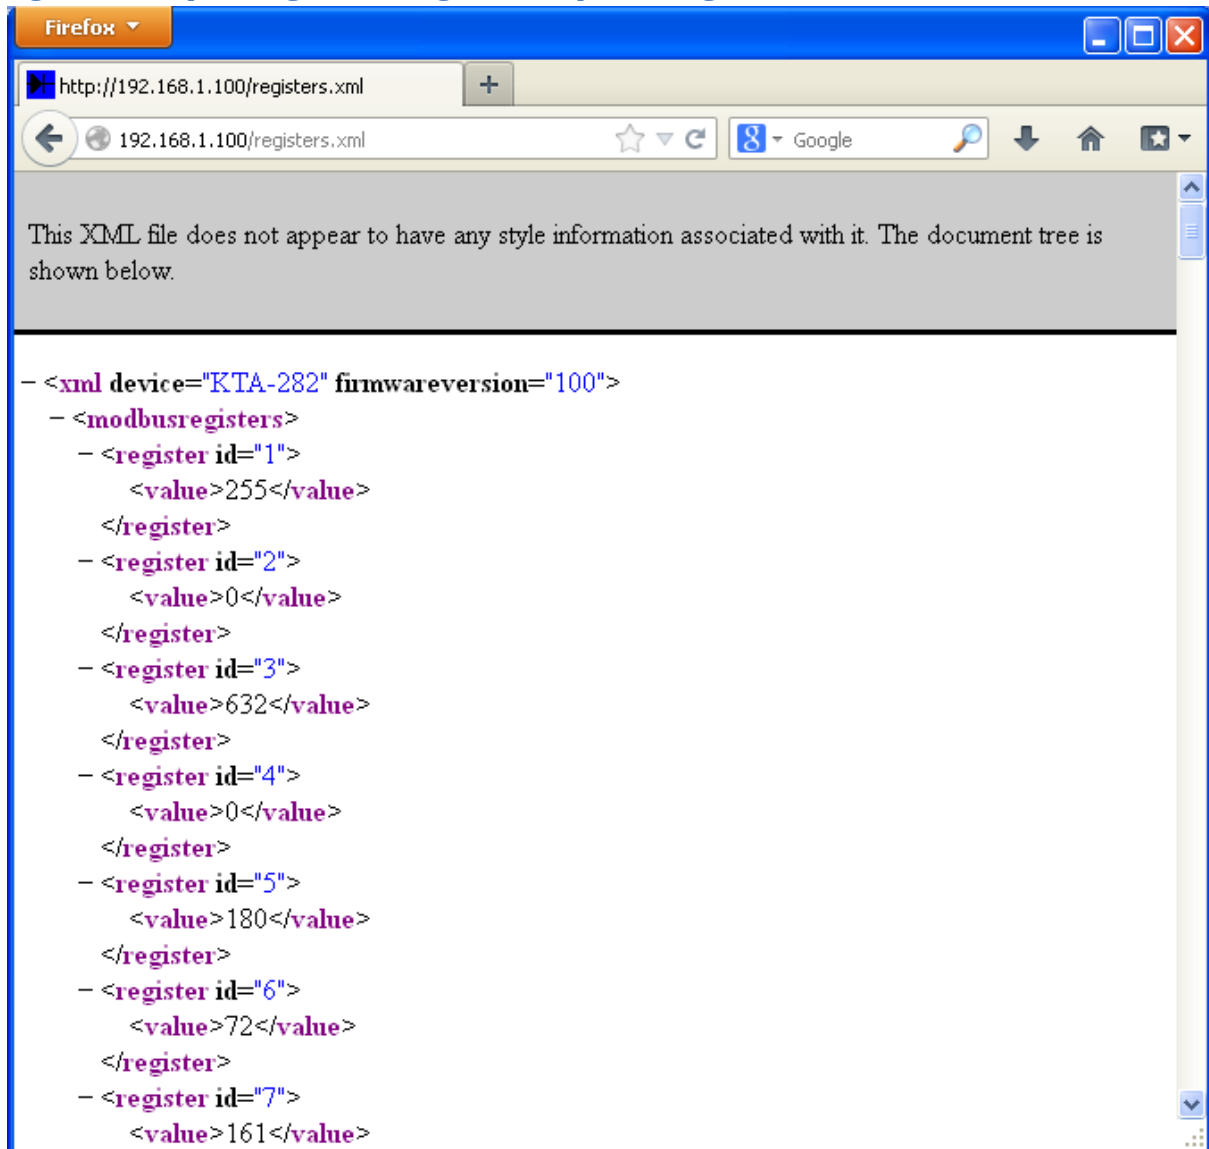 Firefox
http://192.168.1.100/registers.xml
192.168.1.100/registers.xml
8
Google
This XML file does not appear to have any style information associated with it. The document tree is
shown below.
– <xml device="KTA-282" firmwareversion="100">
– <modbusregisters>
– <register id="1">
<value>255</value>
</register>
– <register id="2">
<value>0</value>
</register>
– <register id="3">
<value>632</value>
</register>
– <register id="4">
<value>0</value>
</register>
– <register id="5">
<value>180</value>
</register>
– <register id="6">
<value>72</value>
</register>
– <register id="7">
<value>161</value>